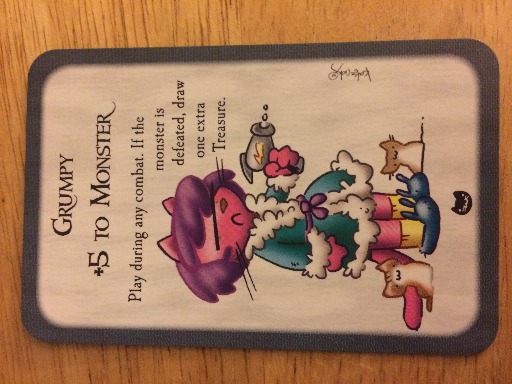 GRUMPY
+5 TO MONSTER
Play during any combat. If the
monster is
defeated, draw
one extra
Treasure.